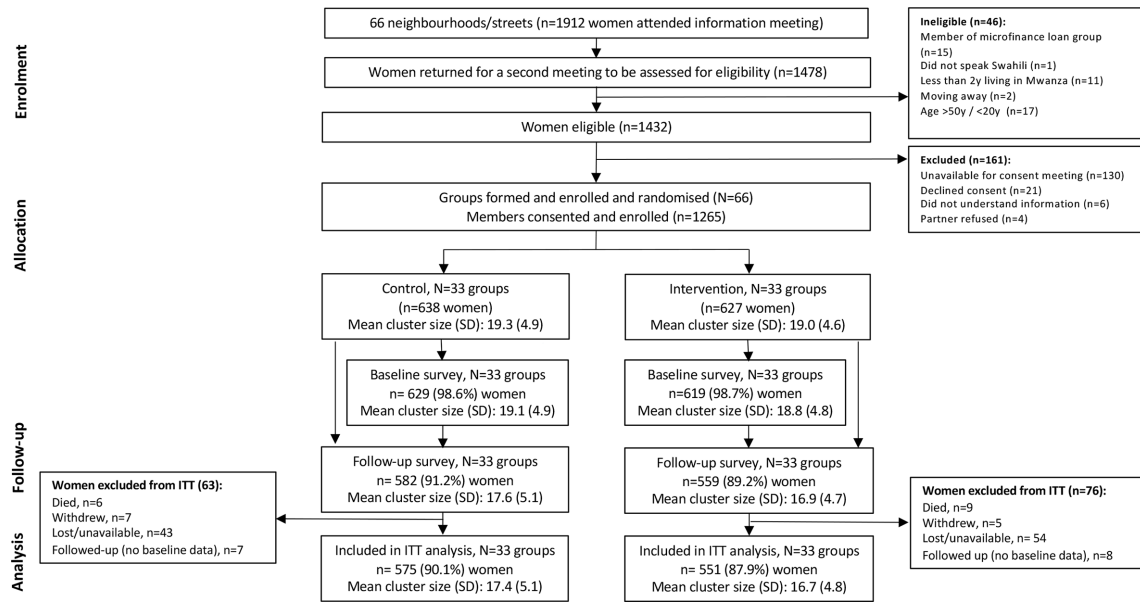 Enrolment
66 neighbourhoods/streets (n=1912 women attended information meeting)
Women returned for a second meeting to be assessed for eligibility (n=1478)
Ineligible (n=46):
Member of microfinance loan group
(n=15)
Did not speak Swahili (n=1)
Less than 2y living in Mwanza (n=11)
Moving away (n=2)
Age >50y / <20y (n=17)
Women eligible (n=1432)
Excluded (n=161):
Unavailable for consent meeting (n=130)
Declined consent (n=21)
Did not understand information (n=6)
Partner refused (n=4)
Allocation
Groups formed and enrolled and randomised (N=66)
Members consented and enrolled (n=1265)
Control, N=33 groups
(n=638 women)
Mean cluster size (SD): 19.3 (4.9)
Intervention, N=33 groups
(n=627 women)
Mean cluster size (SD): 19.0 (4.6)
Baseline survey, N=33 groups
n= 629 (98.6%) women
Mean cluster size (SD): 19.1 (4.9)
Baseline survey, N=33 groups
n=619 (98.7%) women
Mean cluster size (SD): 18.8 (4.8)
Follow-up
Follow-up survey, N=33 groups
n= 582 (91.2%) women
Mean cluster size (SD): 17.6 (5.1)
Follow-up survey, N=33 groups
n=559 (89.2%) women
Mean cluster size (SD): 16.9 (4.7)
Women excluded from ITT (63):
Died, n=6
Withdrew, n=7
Lost/unavailable, n=43
Followed-up (no baseline data), n=7
Women excluded from ITT (n=76):
Died, n=9
Withdrew, n=5
Lost/unavailable, n= 54
Followed up (no baseline data), n=8
Analysis
Included in ITT analysis, N=33 groups
n= 575 (90.1%) women
Mean cluster size (SD): 17.4 (5.1)
Included in ITT analysis, N=33 groups
n= 551 (87.9%) women
Mean cluster size (SD): 16.7 (4.8)